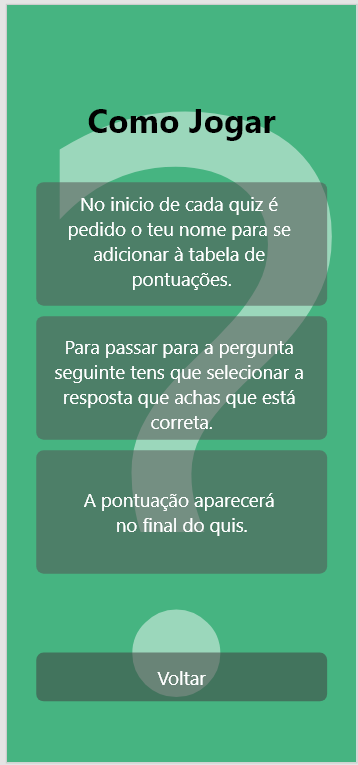 Como Jogar
No inicio de cada quiz é
pedido o teu nome para se
adicionar à tabela de
pontuações.
Para passar para a pergunta
seguinte tens que selecionar a
resposta que achas que está
correta.
A pontuação aparecerá
no final do quis.
Voltar